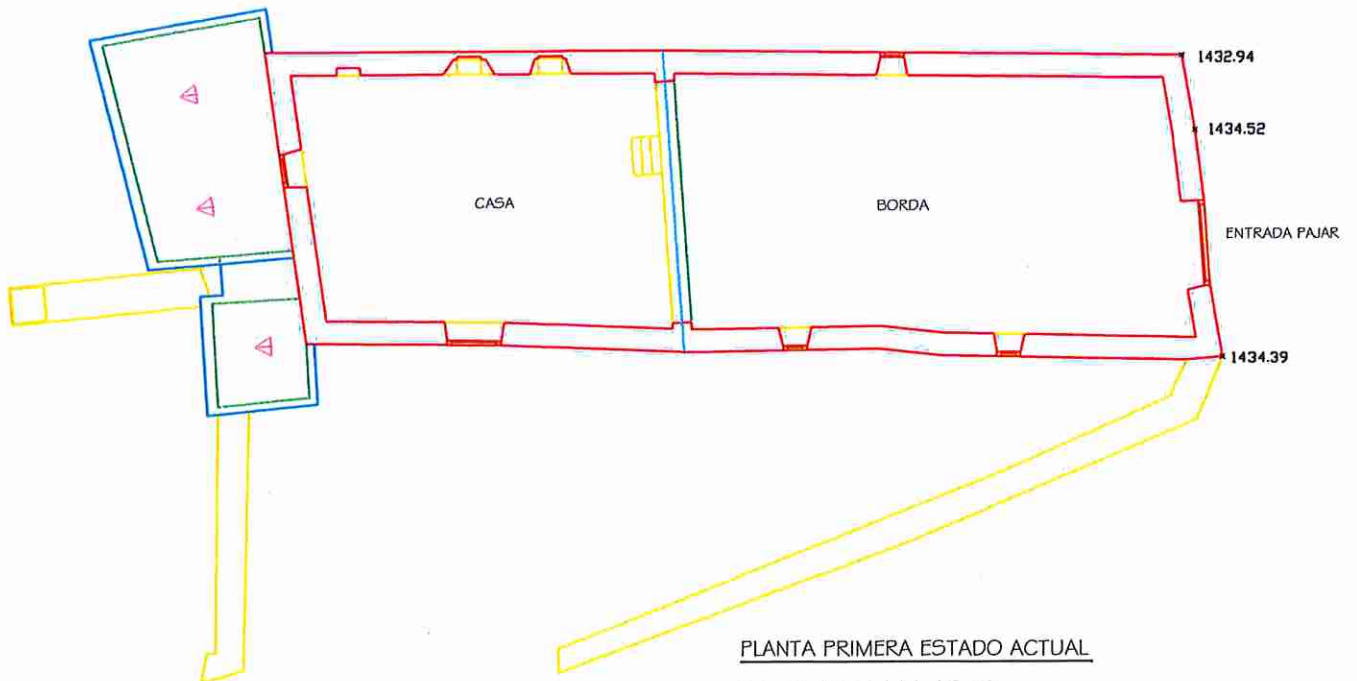 1432.94
1434.52
CASA
BORDA
ENTRADA PAJAR
1434.39
PLANTA PRIMERA ESTADO ACTUAL